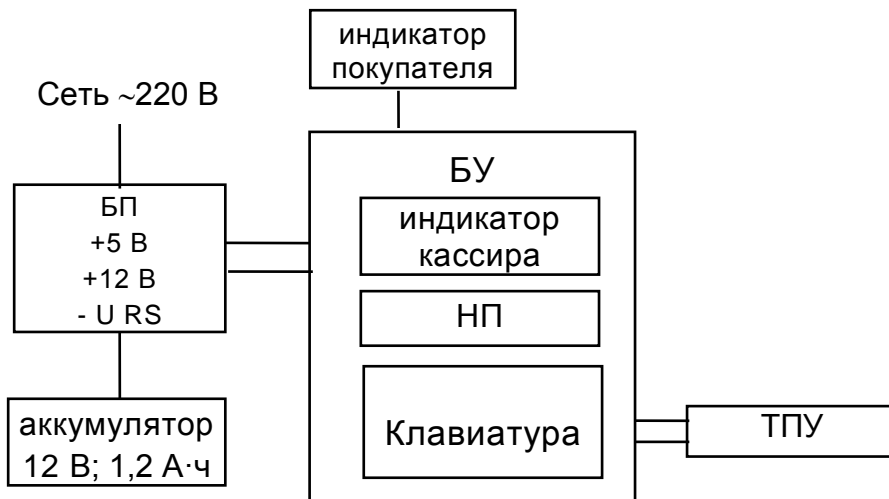 индикатор
покупателя
Сеть ~220 В
БУ
БП
+5 В
+12 В
- U RS
индикатор
кассира
НП
Клавиатура
ТПУ
аккумулятор
12 В; 1,2 А·ч